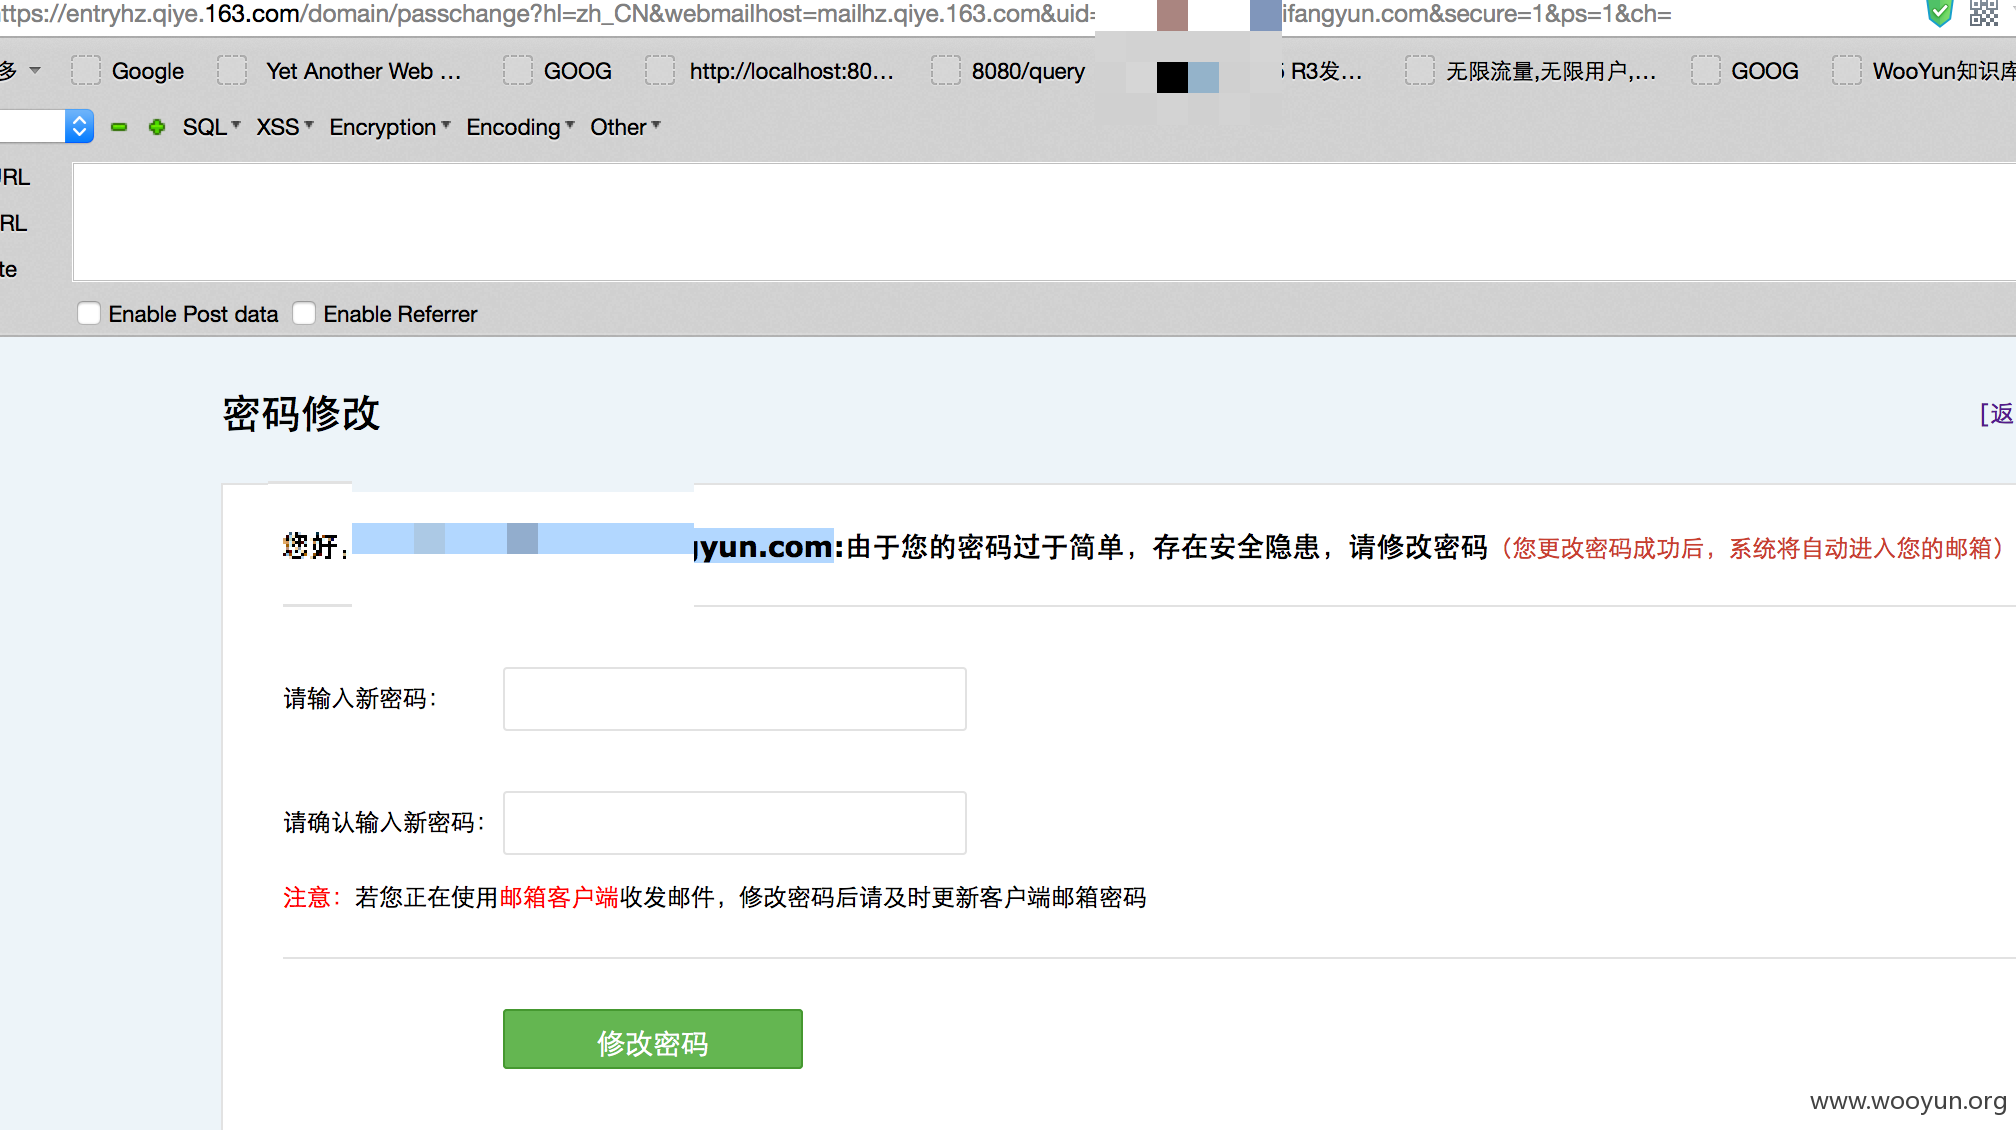 ttps://entryhz.qiye.163.com/domain/passchange?hl=zh_CN&webmailhost=mailhz.qiye.163.com&uid= ifangyun.com&secure=1&ps=1&ch=
多 Google Yet Another Web ... GOOG http://localhost:80... 8080/query R3发... 无限流量,无限用户,... GOOG WooYun知识库
SQL XSS Encryption Encoding Other
URL
RL
te
Enable Post data Enable Referrer
密码修改
[返
您好, gyun.com:由于您的密码过于简单，存在安全隐患，请修改密码（您更改密码成功后，系统将自动进入您的邮箱）
请输入新密码：
请确认输入新密码：
注意：若您正在使用邮箱客户端收发邮件，修改密码后请及时更新客户端邮箱密码
修改密码
www.wooyun.org